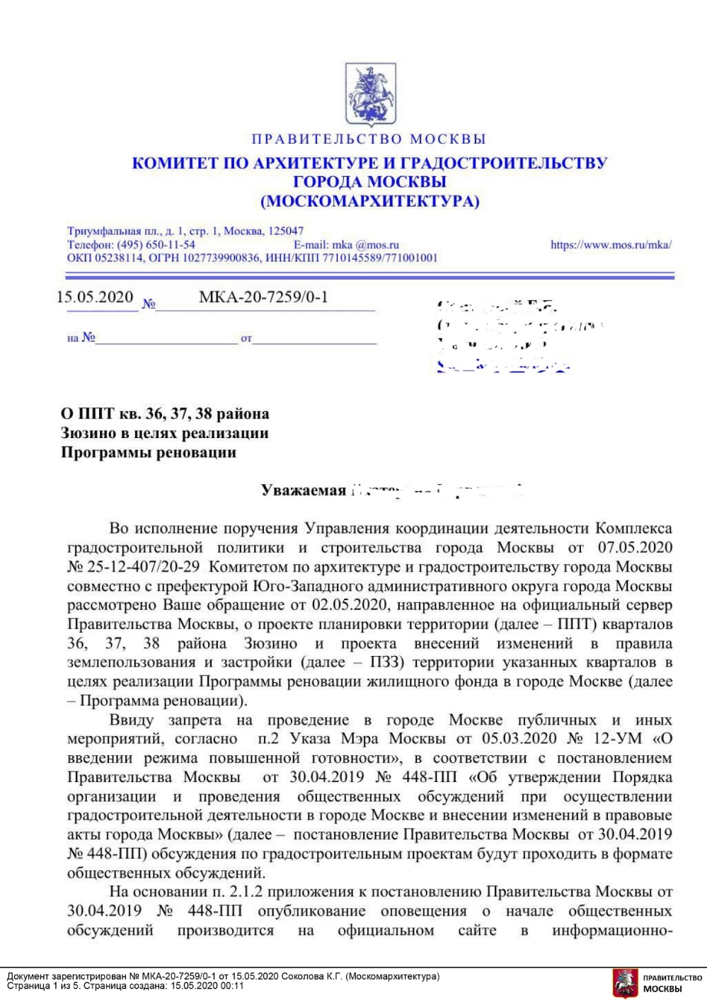 ПРАВИТЕЛЬСТВО МОСКВЫ
КОМИТЕТ ПО АРХИТЕКТУРЕ И ГРАДОСТРОИТЕЛЬСТВУ
ГОРОДА МОСКВЫ
(МОСКОМАРХИТЕКТУРА)
Триумфальная пл., д. 1, стр. 1, Москва, 125047
Телефон: (495) 650-11-54 E-mail: mka @mos.ru https://www.mos.ru/mka/
ОКП 05238114, ОГРН 1027739900836, ИНН/КПП 7710145589/771001001
15.05.2020 № МКА-20-7259/0-1
на № от
О ППТ кв. 36, 37, 38 района
Зюзино в целях реализации
Программы реновации
Уважаемая
Во исполнение поручения Управления координации деятельности Комплекса
градостроительной политики и строительства города Москвы от 07.05.2020
№ 25-12-407/20-29 Комитетом по архитектуре и градостроительству города Москвы
совместно с префектурой Юго-Западного административного округа города Москвы
рассмотрено Ваше обращение от 02.05.2020, направленное на официальный сервер
Правительства Москвы, о проекте планировки территории (далее – ППТ) кварталов
36, 37, 38 района Зюзино и проекта внесений изменений в правила
землепользования и застройки (далее – ПЗЗ) территории указанных кварталов в
целях реализации Программы реновации жилищного фонда в городе Москве (далее
– Программа реновации).
Ввиду запрета на проведение в городе Москве публичных и иных
мероприятий, согласно п.2 Указа Мэра Москвы от 05.03.2020 № 12-УМ «О
введении режима повышенной готовности», в соответствии с постановлением
Правительства Москвы от 30.04.2019 № 448-ПП «Об утверждении Порядка
организации и проведения общественных обсуждений при осуществлении
градостроительной деятельности в городе Москве и внесении изменений в правовые
акты города Москвы» (далее – постановление Правительства Москвы от 30.04.2019
№ 448-ПП) обсуждения по градостроительным проектам будут проходить в формате
общественных обсуждений.
На основании п. 2.1.2 приложения к постановлению Правительства Москвы от
30.04.2019 № 448-ПП опубликование оповещения о начале общественных
обсуждений производится на официальном сайте в информационно-
Документ зарегистрирован № МКА-20-7259/0-1 от 15.05.2020 Соколова К.Г. (Москомархитектура)
Страница 1 из 5. Страница создана: 15.05.2020 00:11
ПРАВИТЕЛЬСТВО
МОСКВЫ